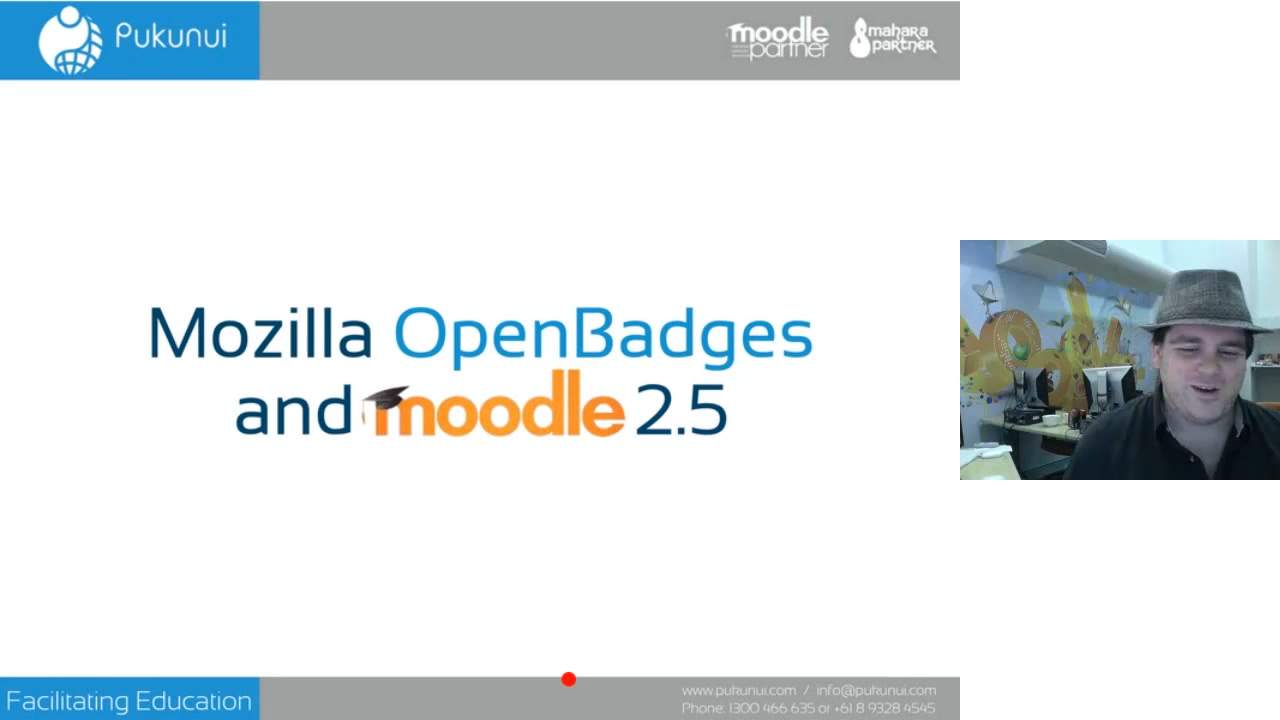 Pukunui
moodle
partner
mahara
partner
Mozilla OpenBadges
and moodle 2.5
Facilitating Education
www.pukunui.com / info@pukunui.com
Phone: 1300 466 635 or +61 8 9328 4545